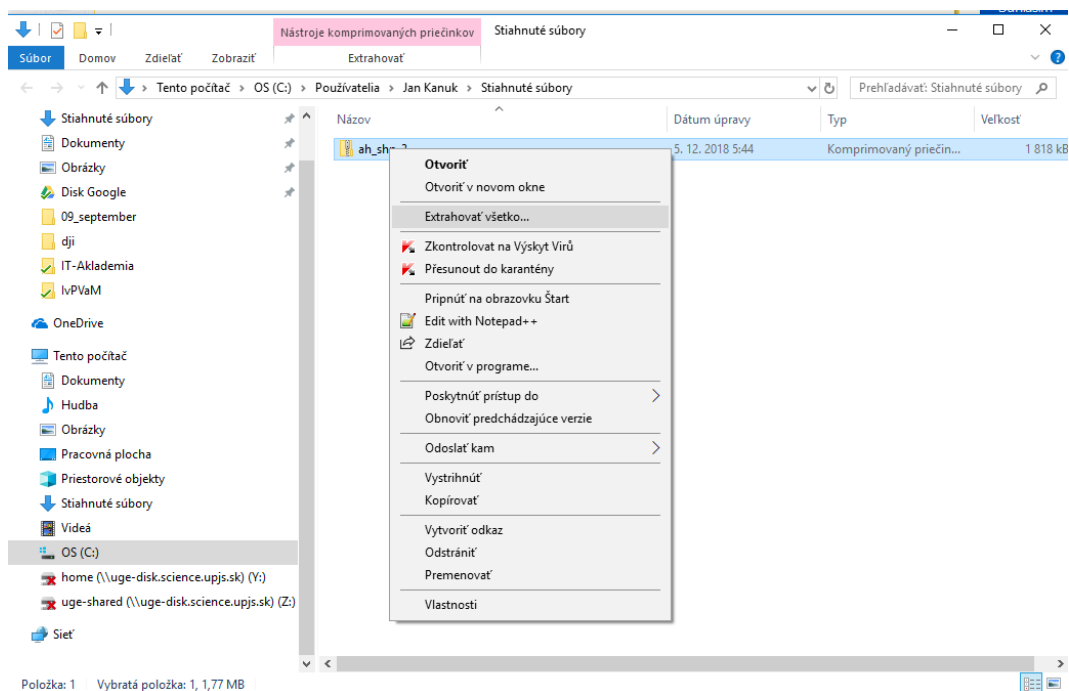 Nástroje komprimovaných priečinkov
Stiahnuté súbory
Súbor
Domov
Zdieľať
Zobraziť
Extrahovať
Tento počítač > OS (C:) > Používatelia > Jan Kanuk > Stiahnuté súbory
Prehľadávať: Stiahnuté súbory
Stiahnuté súbory
Dokumenty
Obrázky
Disk Google
09_september
dji
IT-Aklademia
IvPVaM
OneDrive
Tento počítač
Dokumenty
Hudba
Obrázky
Pracovná plocha
Priestorové objekty
Stiahnuté súbory
Videá
OS (C:)
home (\\uge-disk.science.upjs.sk) (Y:)
uge-shared (\\uge-disk.science.upjs.sk) (Z:)
Sieť
Názov
Dátum úpravy
Typ
Veľkosť
5. 12. 2018 5:44
Komprimovaný priečin...
1 818 kB
Otvoriť
Otvoriť v novom okne
Extrahovať všetko...
Zkontrolovat na Výskyt Virů
Přesunout do karantény
Pripnúť na obrazovku Štart
Edit with Notepad++
Zdieľať
Otvoriť v programe...
Poskytnúť prístup do
Obnoviť predchádzajúce verzie
Odoslať kam
Vystrihnúť
Kopírovať
Vytvoriť odkaz
Odstrániť
Premenovať
Vlastnosti
Položka: 1
Vybratá položka: 1, 1,77 MB